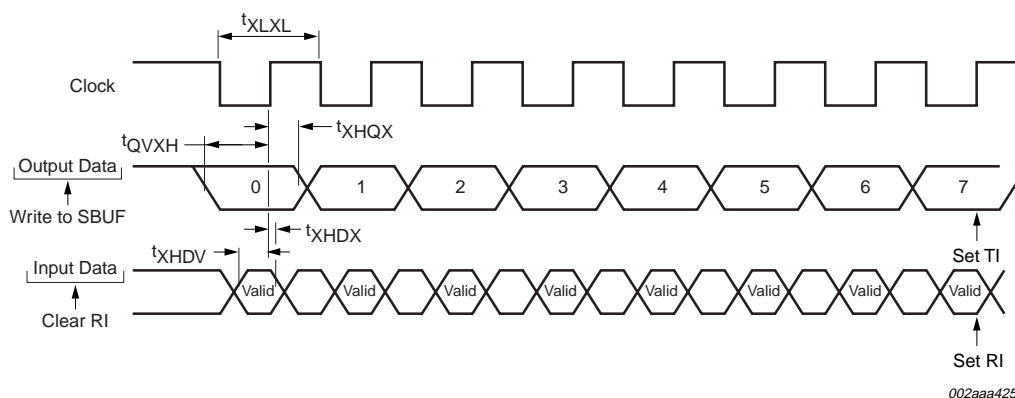 tXLXL
Clock
tXHQX
tQVXH
Output Data
0 1 2 3 4 5 6 7
Write to SBUF
tXHDX
Set TI
tXHDV
Input Data
Valid Valid Valid Valid Valid Valid Valid Valid
Clear RI
Set RI
002aaa425